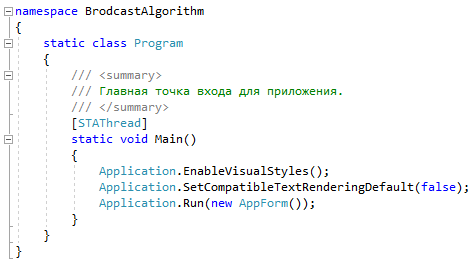 namespace BrodcastAlgorithm
{
    static class Program
    {
        /// <summary>
        /// Главная точка входа для приложения.
        /// </summary>
        [STAThread]
        static void Main()
        {
            Application.EnableVisualStyles();
            Application.SetCompatibleTextRenderingDefault(false);
            Application.Run(new AppForm());
        }
    }
}